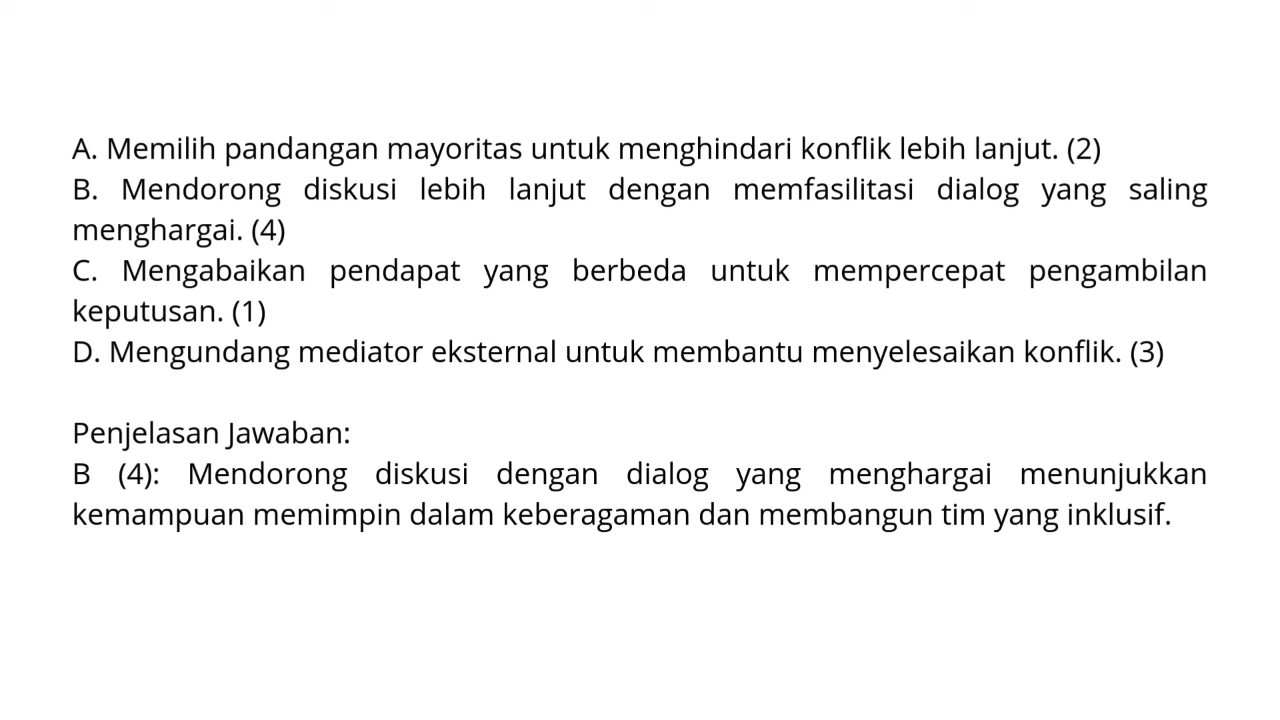 A. Memilih pandangan mayoritas untuk menghindari konflik lebih lanjut. (2)
B. Mendorong diskusi lebih lanjut dengan memfasilitasi dialog yang saling
menghargai. (4)
C. Mengabaikan pendapat yang berbeda untuk mempercepat pengambilan
keputusan. (1)
D. Mengundang mediator eksternal untuk membantu menyelesaikan konflik. (3)
Penjelasan Jawaban:
B (4): Mendorong diskusi dengan dialog yang menghargai menunjukkan
kemampuan memimpin dalam keberagaman dan membangun tim yang inklusif.